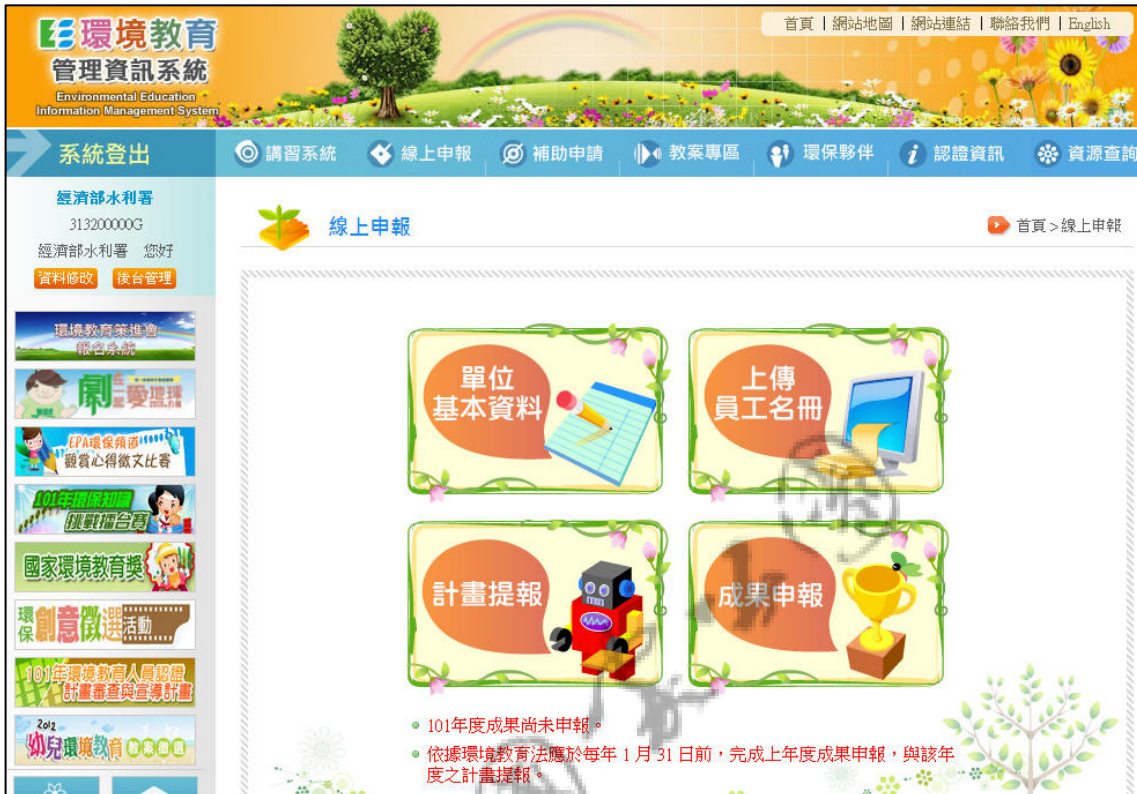 環境教育
管理資訊系統
Environmental Education
Information Management System
首頁 | 網站地圖 | 網站連結 | 聯絡我們 | English
系統登出
講習系統
線上申報
補助申請
教案專區
環保夥伴
認證資訊
資源查詢
經濟部水利署
313200000G
經濟部水利署 您好
資料修改 後台管理
線上申報
首頁 > 線上申報
環境教育策進會
報名系統
愛地球
EPA環保頻道
觀賞心得徵文比賽
101年環保知識
挑戰擂台賽
國家環境教育獎
環保創意徵選活動
101年環境教育人員認證
計畫審查與宣導計畫
2012
幼兒環境教育教案徵選
單位
基本資料
上傳
員工名冊
計畫提報
成果申報
101年度成果尚未申報。
依據環境教育法應於每年 1 月 31 日前，完成上年度成果申報，與該年
度之計畫提報。